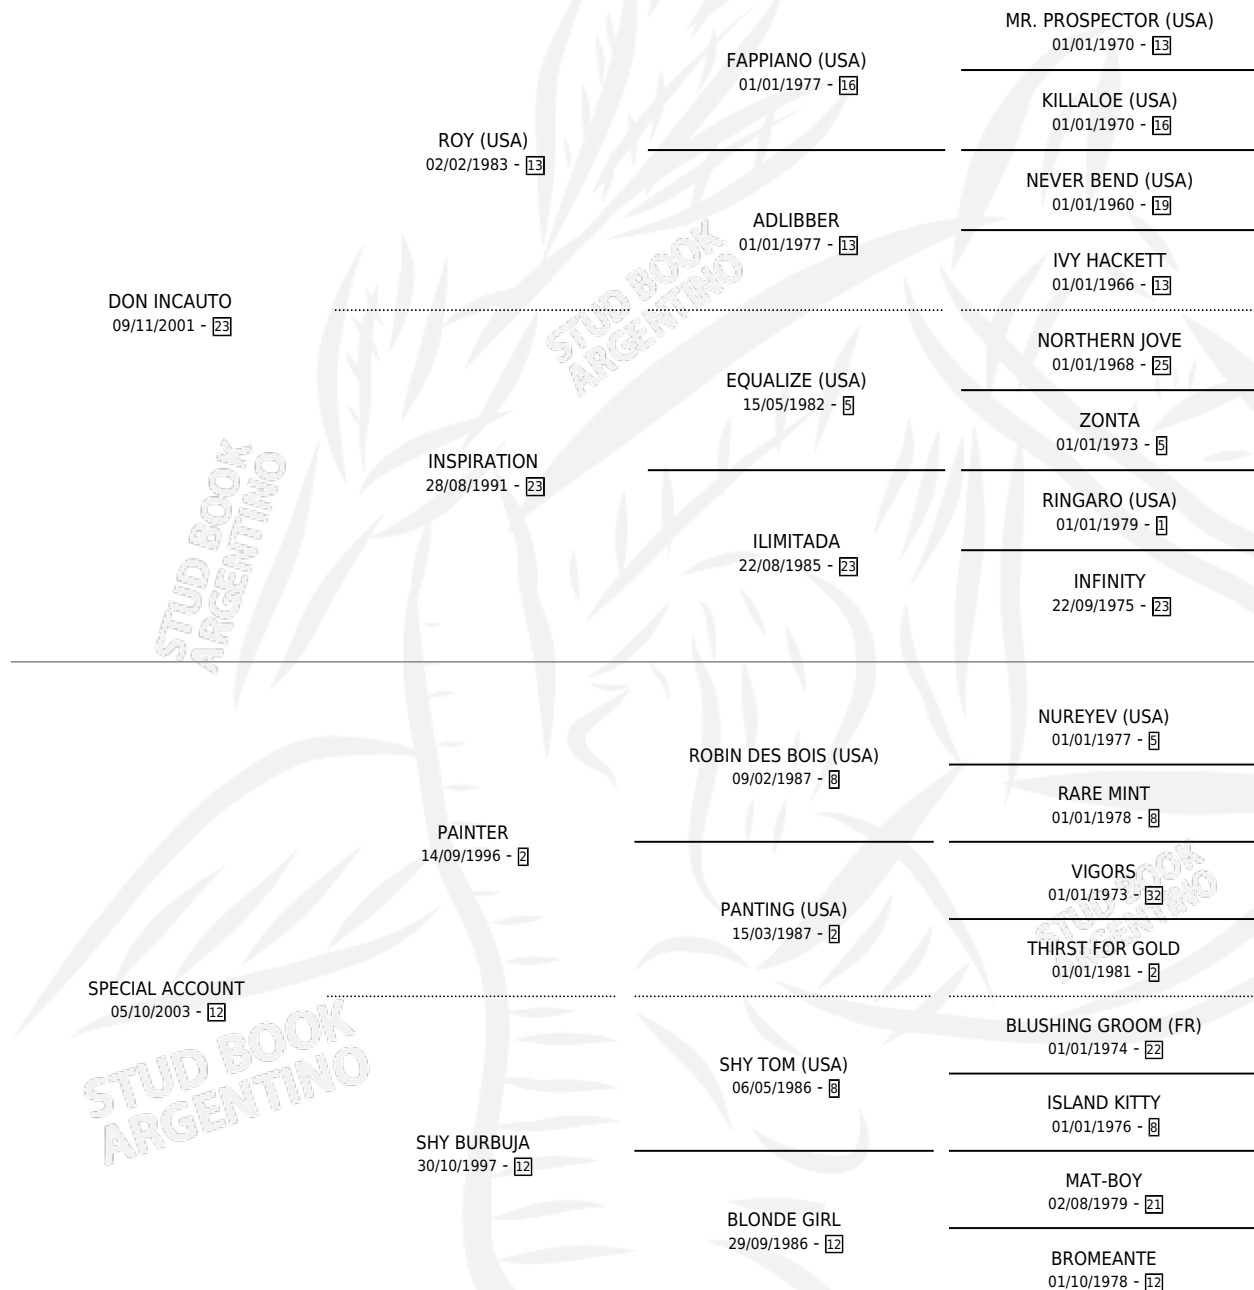 MR. PROSPECTOR (USA)
01/01/1970 - 13
FAPPIANO (USA)
01/01/1977 - 16
KILLALOE (USA)
01/01/1970 - 16
ROY (USA)
02/02/1983 - 13
NEVER BEND (USA)
01/01/1960 - 19
ADLIBBER
01/01/1977 - 13
IVY HACKETT
01/01/1966 - 13
DON INCAUTO
09/11/2001 - 23
NORTHERN JOVE
01/01/1968 - 25
EQUALIZE (USA)
15/05/1982 - 5
ZONTA
01/01/1973 - 5
INSPIRATION
28/08/1991 - 23
RINGARO (USA)
01/01/1979 - 1
ILIMITADA
22/08/1985 - 23
INFINITY
22/09/1975 - 23
NUREYEV (USA)
01/01/1977 - 5
ROBIN DES BOIS (USA)
09/02/1987 - 8
RARE MINT
01/01/1978 - 8
PAINTER
14/09/1996 - 2
VIGORS
01/01/1973 - 32
PANTING (USA)
15/03/1987 - 2
THIRST FOR GOLD
01/01/1981 - 2
SPECIAL ACCOUNT
05/10/2003 - 12
BLUSHING GROOM (FR)
01/01/1974 - 22
SHY TOM (USA)
06/05/1986 - 8
ISLAND KITTY
01/01/1976 - 8
SHY BURBUJA
30/10/1997 - 12
MAT-BOY
02/08/1979 - 21
BLONDE GIRL
29/09/1986 - 12
BROMEANTE
01/10/1978 - 12
STUD BOOK
ARGENTINO
STUD BOOK
ARGENTINO
STUD BOOK
ARGENTINO
STUD BOOK
ARGENTINO